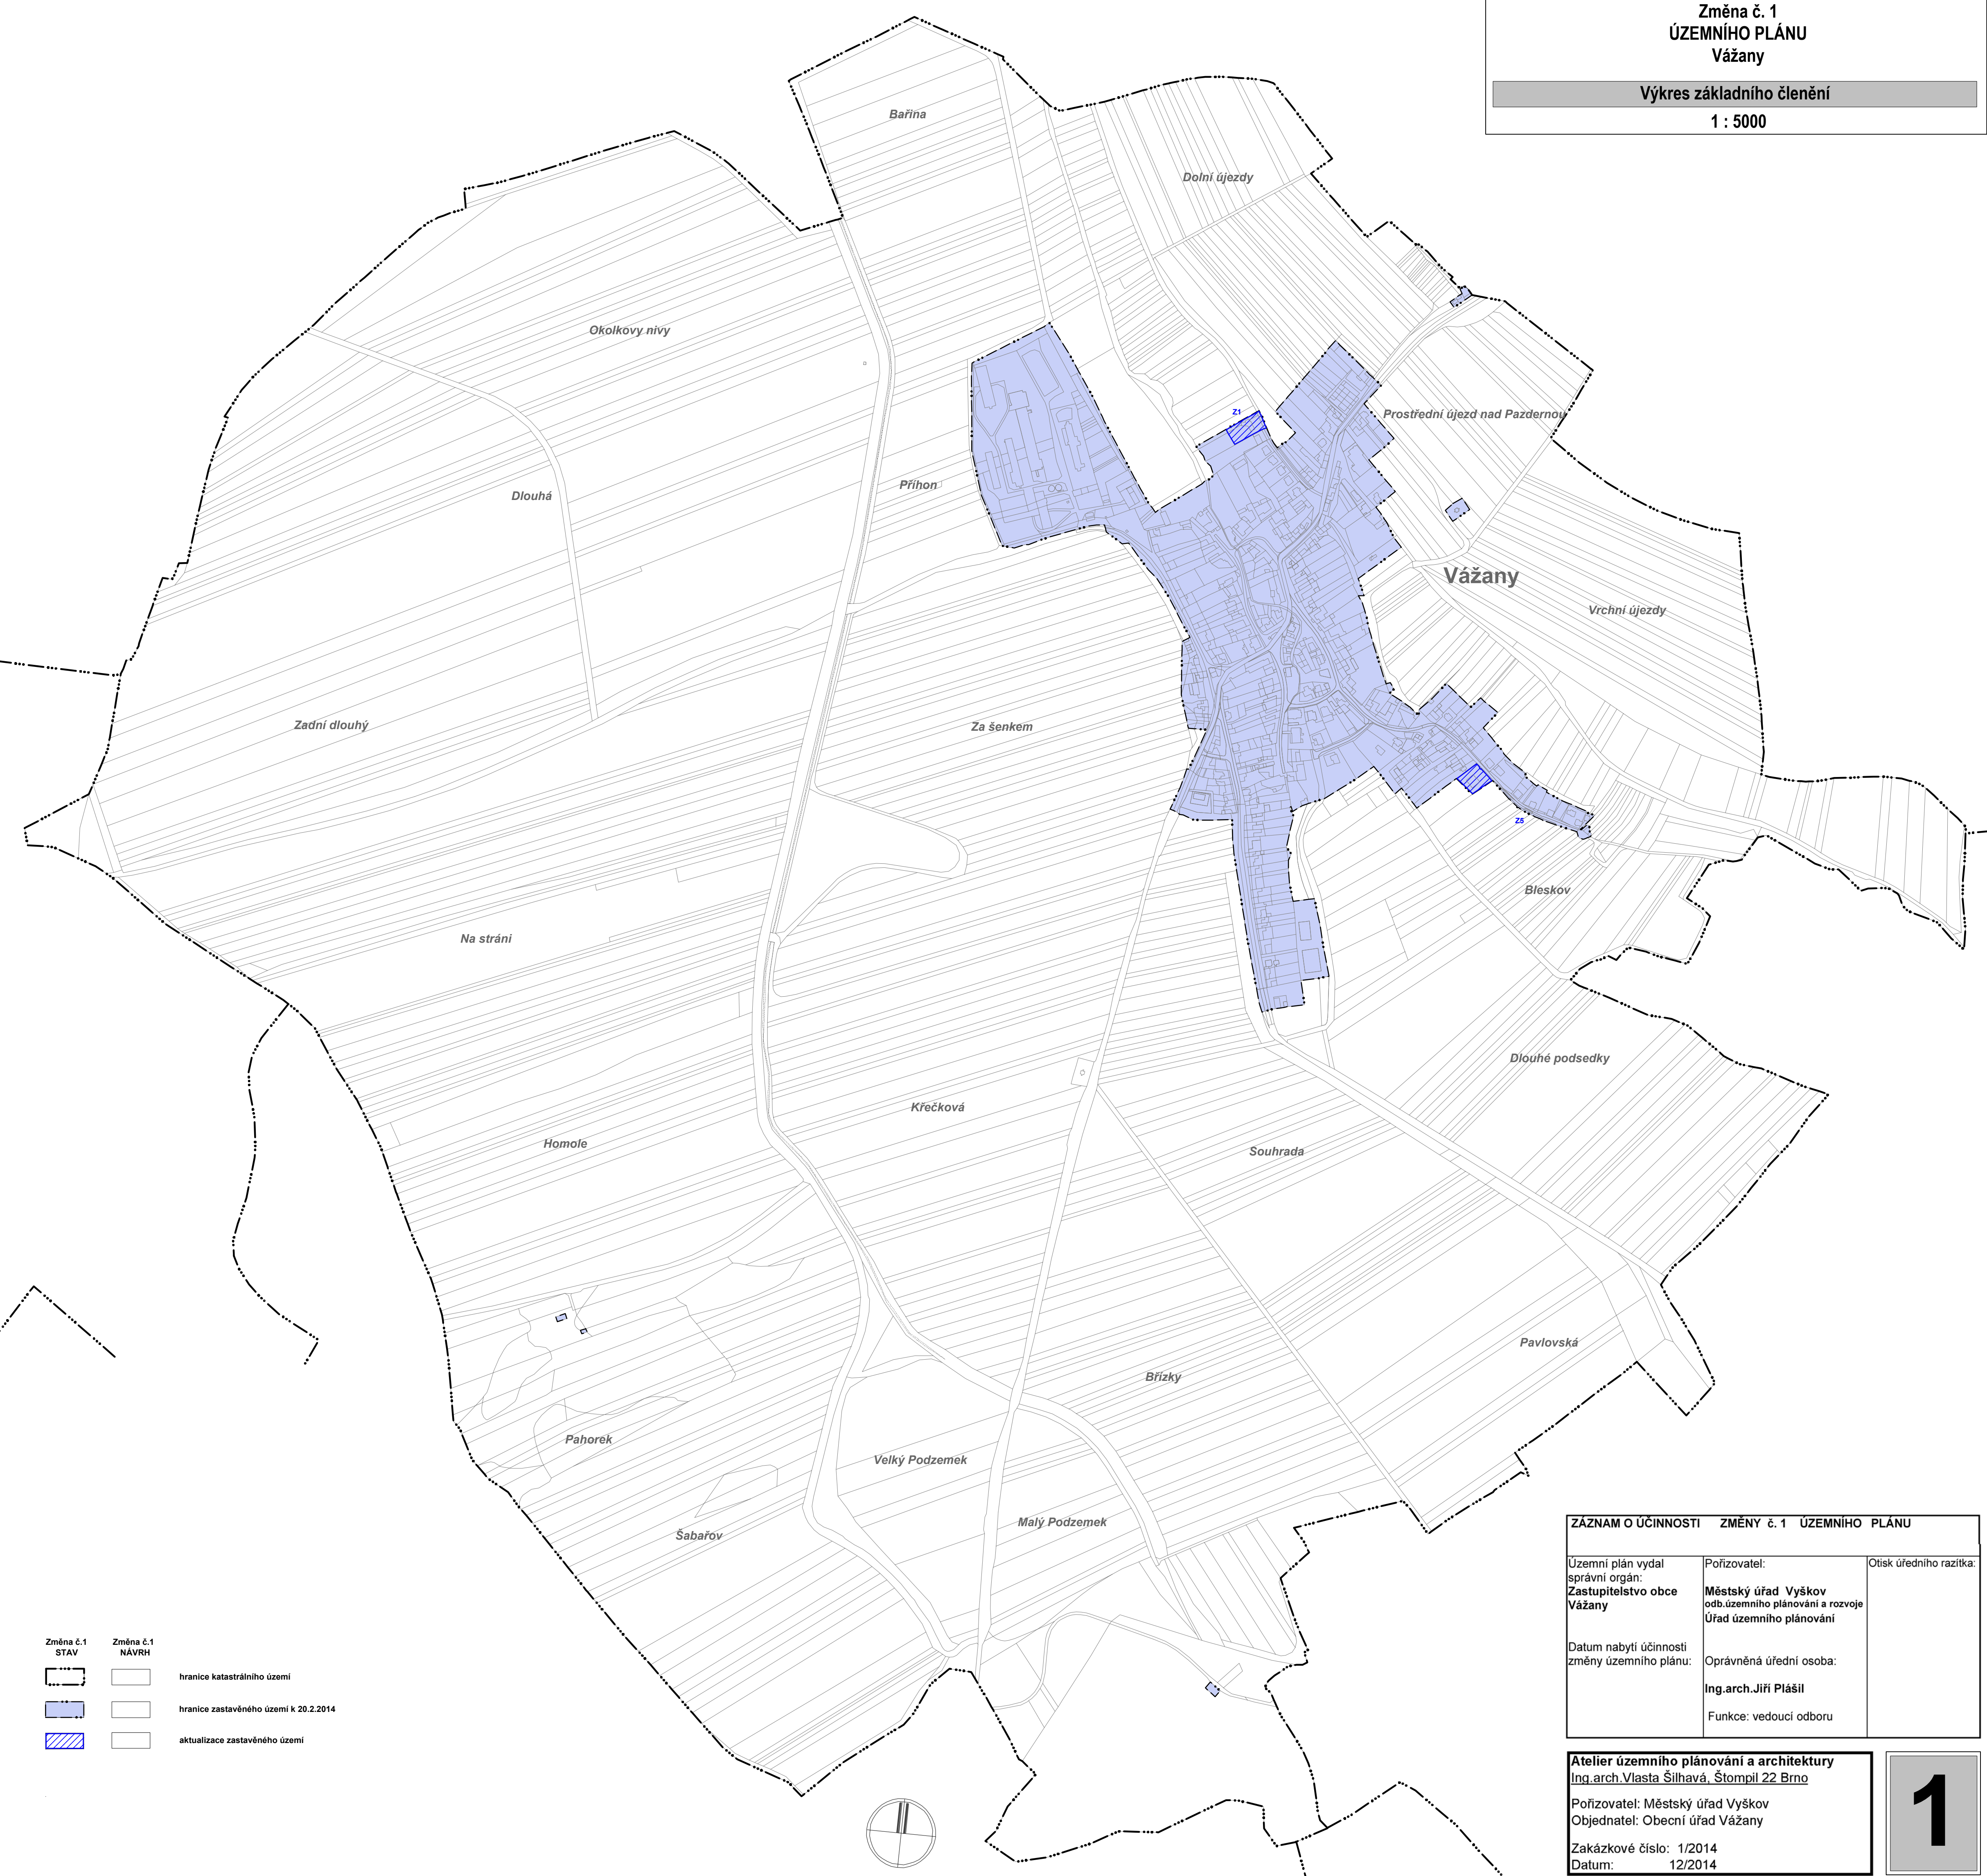 Změna č. 1
ÚZEMNÍHO PLÁNU
Vážany
Výkres základního členění
1 : 5000
Bařina
Dolní újezdy
Okolkovy nivy
Z1
Prostřední újezd nad Pazdernou
Příhon
Dlouhá
Vážany
Vrchní újezdy
Zadní dlouhý
Za šenkem
Z5
Bleskov
Na stráni
Dlouhé podsedky
Křečková
Homole
Souhrada
Pavlovská
Břízky
Pahorek
Velký Podzemek
Malý Podzemek
Šabařov
Změna č.1
STAV
Změna č.1
NÁVRH
hranice katastrálního území
hranice zastavěného území k 20.2.2014
aktualizace zastavěného území
ZÁZNAM O ÚČINNOSTI ZMĚNY č. 1 ÚZEMNÍHO PLÁNU
Územní plán vydal
správní orgán:
Zastupitelstvo obce
Vážany
Datum nabytí účinnosti
změny územního plánu:
Pořizovatel:
Městský úřad Vyškov
odb.územního plánování a rozvoje
Úřad územního plánování
Oprávněná úřední osoba:
Ing.arch.Jiří Plášil
Funkce: vedoucí odboru
Otisk úředního razítka:
Atelier územního plánování a architektury
Ing.arch.Vlasta Šilhavá, Štompil 22 Brno
Pořizovatel: Městský úřad Vyškov
Objednatel: Obecní úřad Vážany
Zakázkové číslo: 1/2014
Datum: 12/2014
1